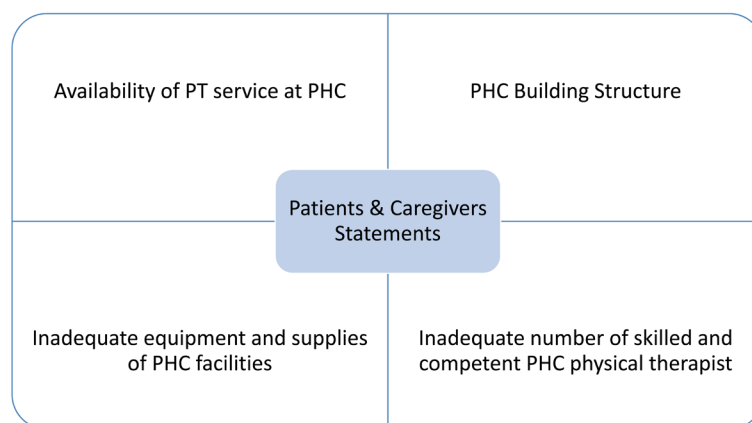 Availability of PT service at PHC
PHC Building Structure
Patients & Caregivers
Statements
Inadequate equipment and supplies
of PHC facilities
Inadequate number of skilled and
competent PHC physical therapist